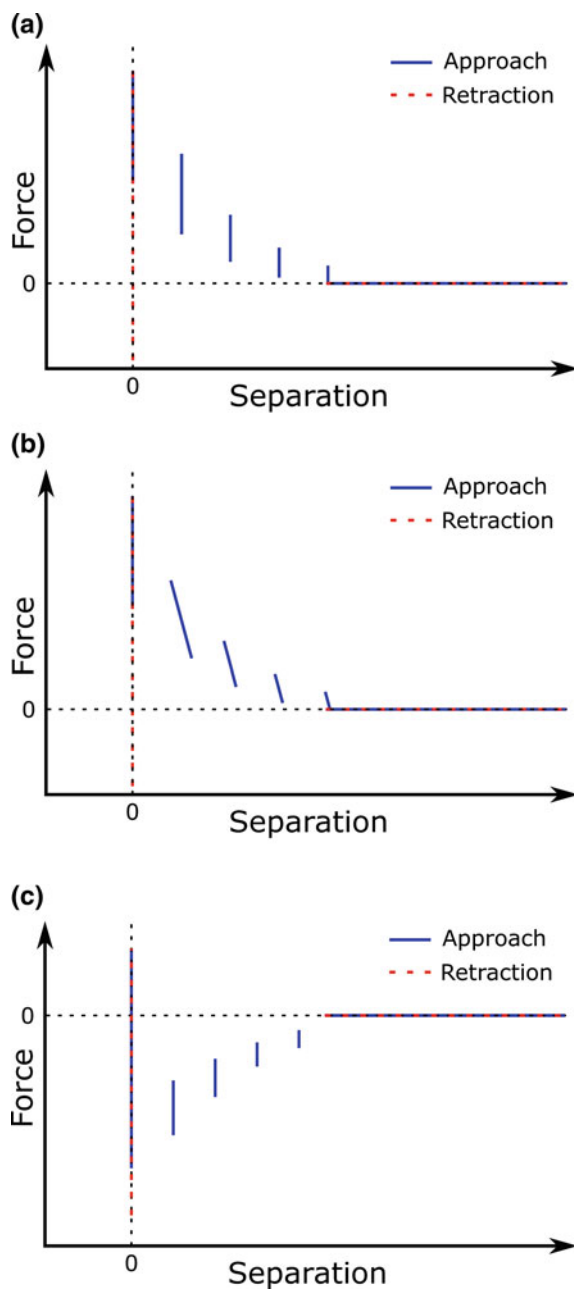 (a)
Approach
Retraction
Force
0
0
Separation
(b)
Approach
Retraction
Force
0
0
Separation
(c)
Approach
Retraction
0
Force
0
Separation